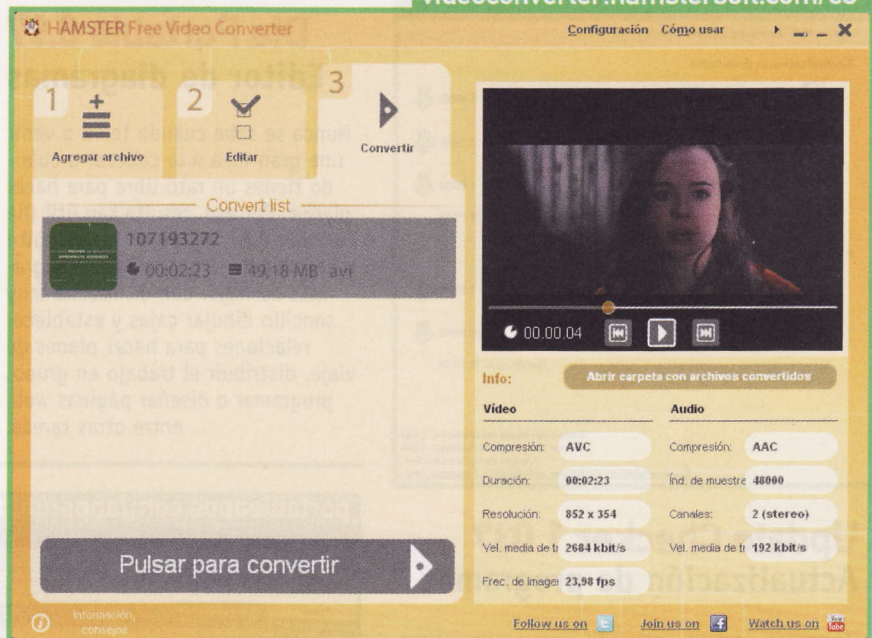 videoconverter.hamstersoft.com/es
HAMSTER Free Video Converter
Configuración Cómo usar
1 2 3
Agregar archivo Editar Convertir
Convert list
107193272
00:02:23 49,18 MB avi
00.00.04
Info: Abrir carpeta con archivos convertidos
Vídeo Audio
Compresión: AVC Compresión: AAC
Duración: 00:02:23 Índ. de muestre 48000
Resolución: 852 x 354 Canales: 2 (stereo)
Vel. media de tr 2684 kbit/s Vel. media de tr 192 kbit/s
Frec. de Imager 23,98 fps
Pulsar para convertir
Información,
consejos
Follow us on Join us on Watch us on You Tube